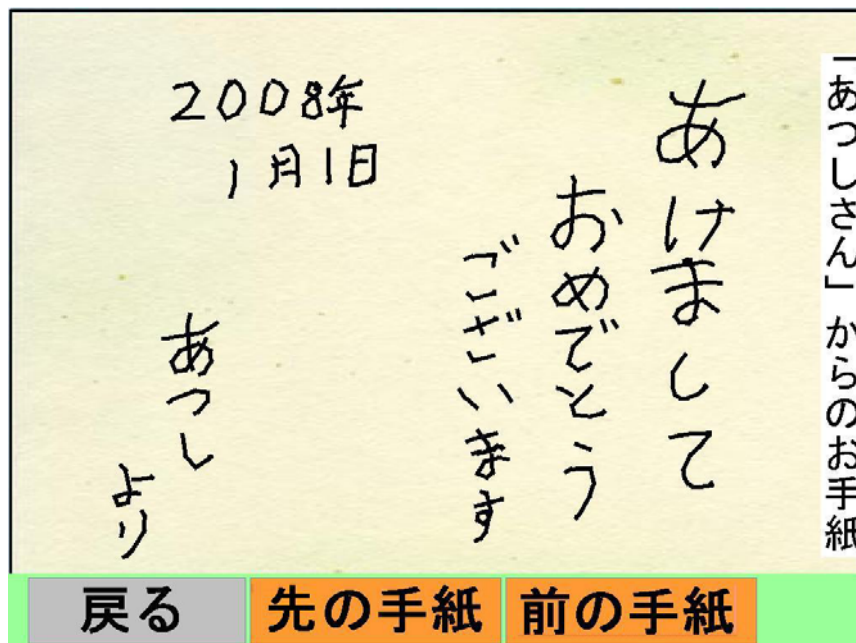 「あつしさん」からのお手紙
あけまして
おめでとう
ございます
2008年
1月1日
あつし
より
戻る
先の手紙
前の手紙